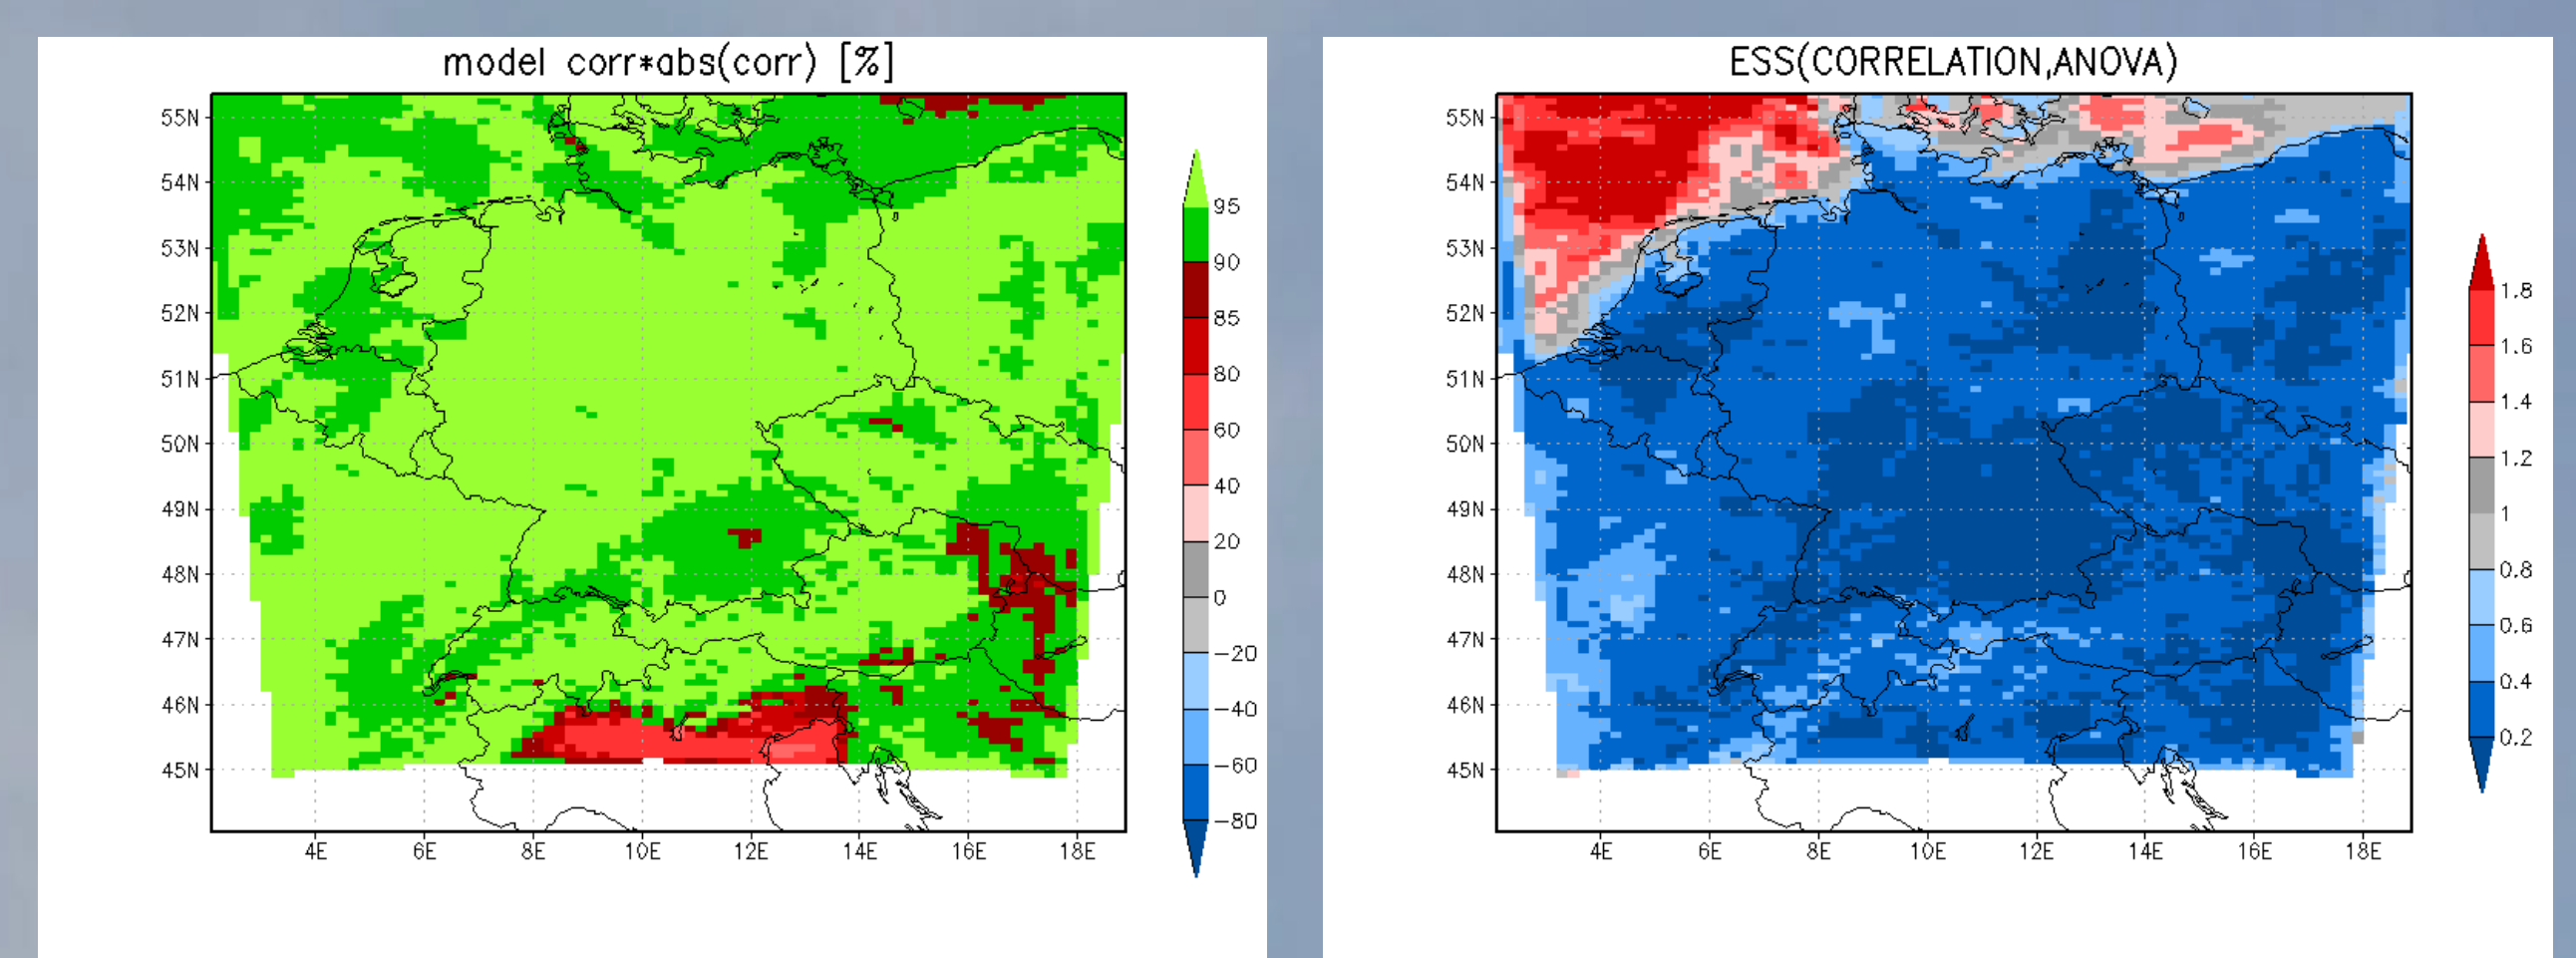 model corr*abs(corr) [%]
55N
54N
53N
52N
51N
50N
49N
48N
47N
46N
45N
4E 6E 8E 10E 12E 14E 16E 18E
95
90
85
80
60
40
20
0
−20
−40
−60
−80
ESS(CORRELATION,ANOVA)
55N
54N
53N
52N
51N
50N
49N
48N
47N
46N
45N
4E 6E 8E 10E 12E 14E 16E 18E
1.8
1.6
1.4
1.2
1
0.8
0.6
0.4
0.2